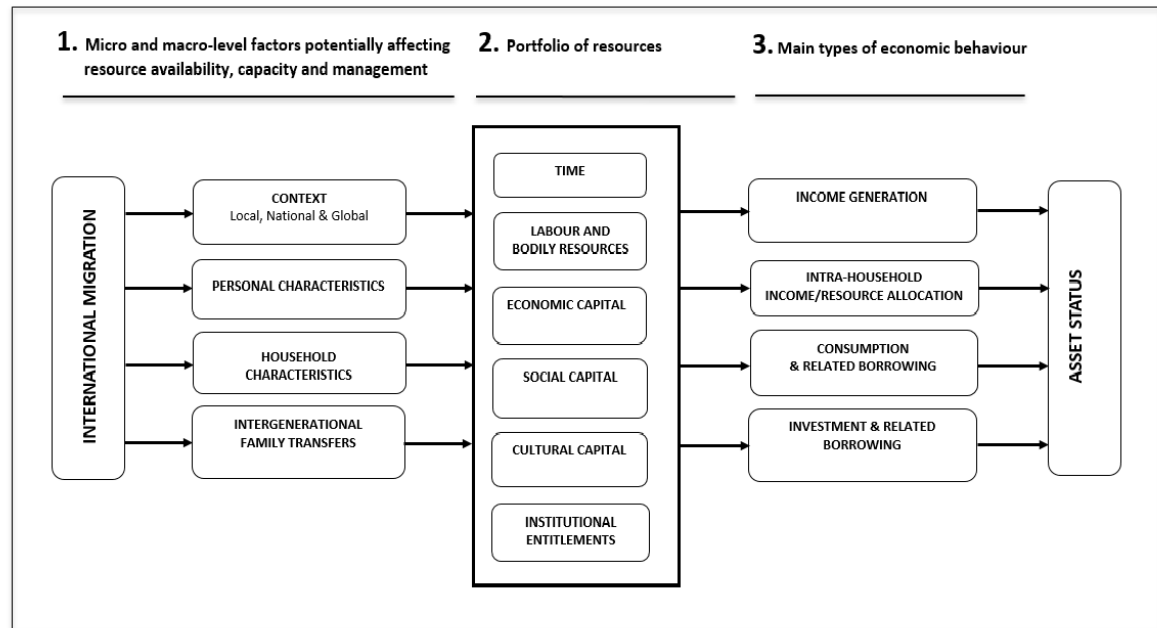 1. Micro and macro-level factors potentially affecting
resource availability, capacity and management
2. Portfolio of resources
3. Main types of economic behaviour
INTERNATIONAL MIGRATION
CONTEXT
Local, National & Global
PERSONAL CHARACTERISTICS
HOUSEHOLD
CHARACTERISTICS
INTERGENERATIONAL
FAMILY TRANSFERS
TIME
LABOUR AND
BODILY RESOURCES
ECONOMIC CAPITAL
SOCIAL CAPITAL
CULTURAL CAPITAL
INSTITUTIONAL
ENTITLEMENTS
INCOME GENERATION
INTRA-HOUSEHOLD
INCOME/RESOURCE ALLOCATION
CONSUMPTION
& RELATED BORROWING
INVESTMENT & RELATED
BORROWING
ASSET STATUS